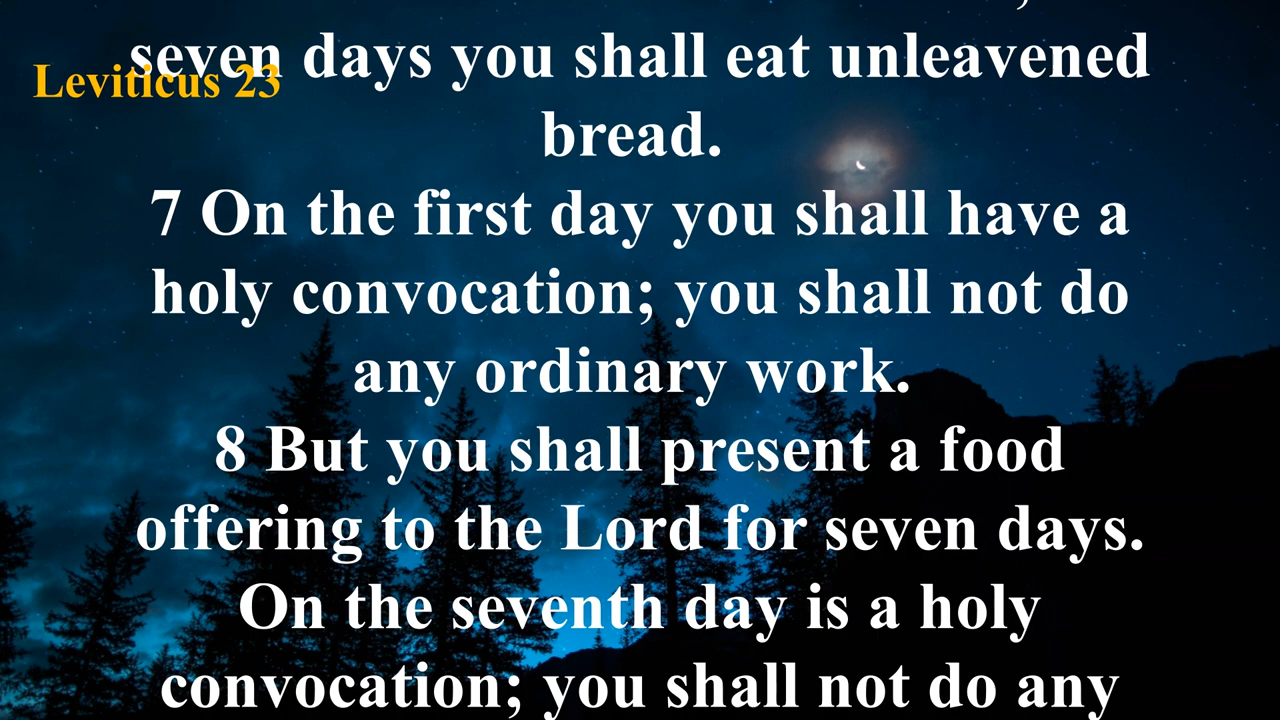 seven days you shall eat unleavened
Leviticus 23
bread.
7 On the first day you shall have a
holy convocation; you shall not do
any ordinary work.
8 But you shall present a food
offering to the Lord for seven days.
On the seventh day is a holy
convocation; you shall not do any